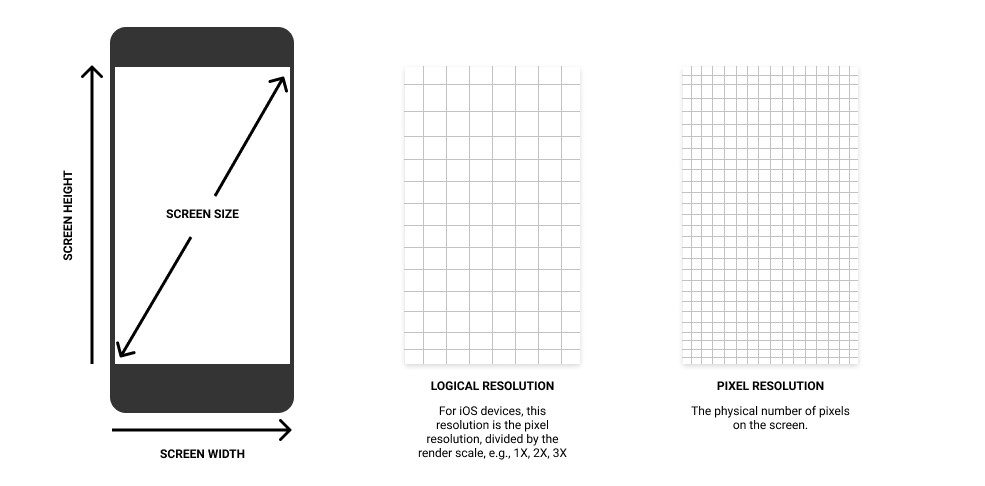 SCREEN HEIGHT
SCREEN SIZE
SCREEN WIDTH
LOGICAL RESOLUTION
For iOS devices, this
resolution is the pixel
resolution, divided by the
render scale, e.g., 1X, 2X, 3X
PIXEL RESOLUTION
The physical number of pixels
on the screen.